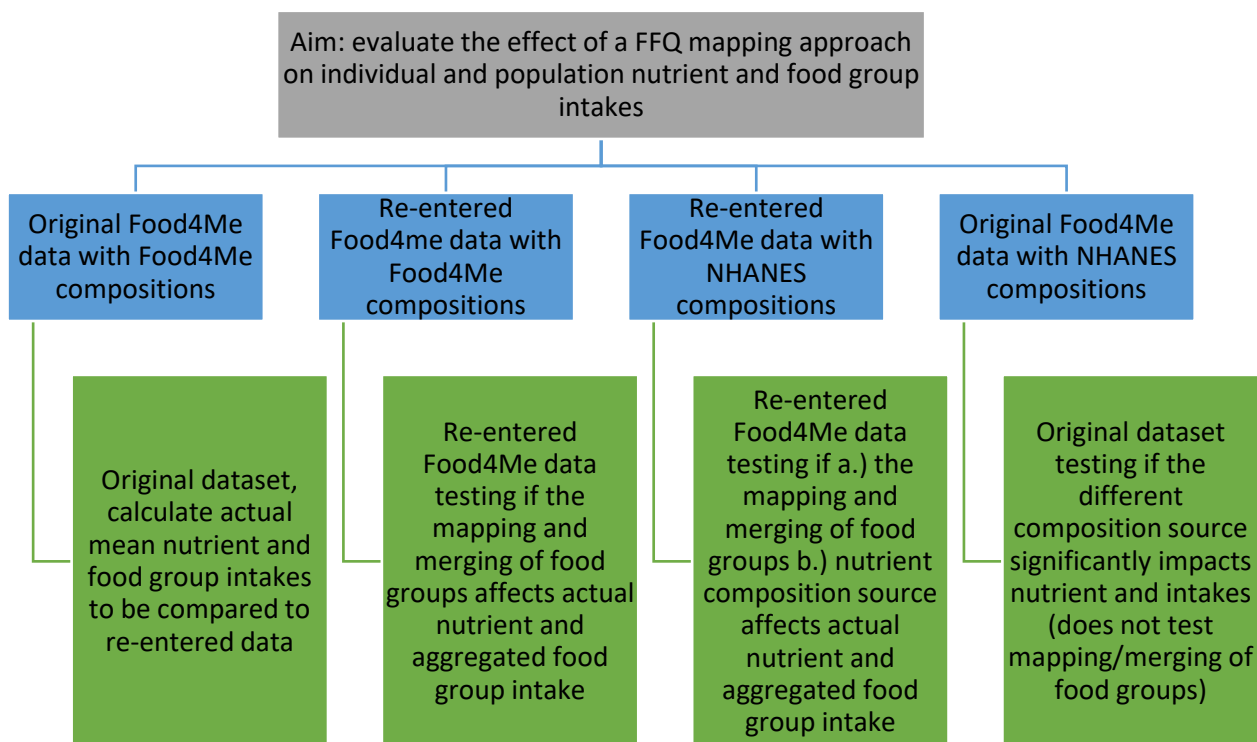 Aim: evaluate the effect of a FFQ mapping approach
on individual and population nutrient and food group
intakes
Original Food4Me
data with Food4Me
compositions
Re-entered
Food4me data with
Food4Me
compositions
Re-entered
Food4Me data with
NHANES
compositions
Original Food4Me
data with NHANES
compositions
Original dataset,
calculate actual
mean nutrient and
food group intakes
to be compared to
re-entered data
Re-entered
Food4Me data
testing if the
mapping and
merging of food
groups affects actual
nutrient and
aggregated food
group intake
Re-entered
Food4Me data
testing if a.) the
mapping and
merging of food
groups b.) nutrient
composition source
affects actual
nutrient and
aggregated food
group intake
Original dataset
testing if the
different
composition source
significantly impacts
nutrient and intakes
(does not test
mapping/merging of
food groups)